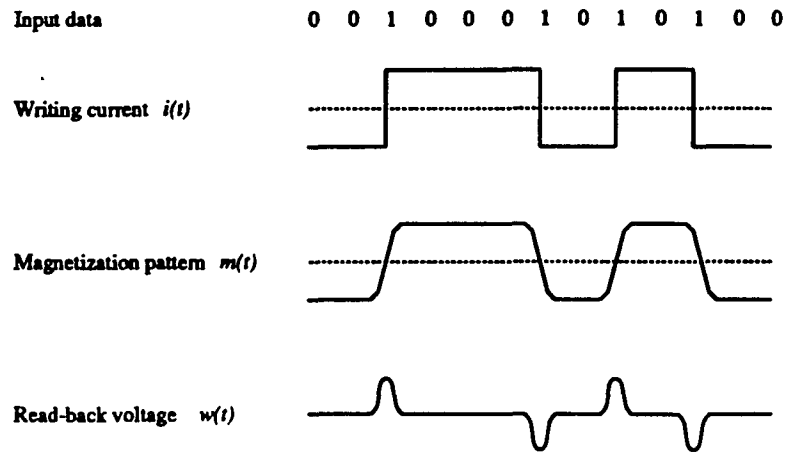 Input data 0 0 1 0 0 0 1 0 1 0 1 0 0
Writing current i(t)
Magnetization pattern m(t)
Read-back voltage w(t)